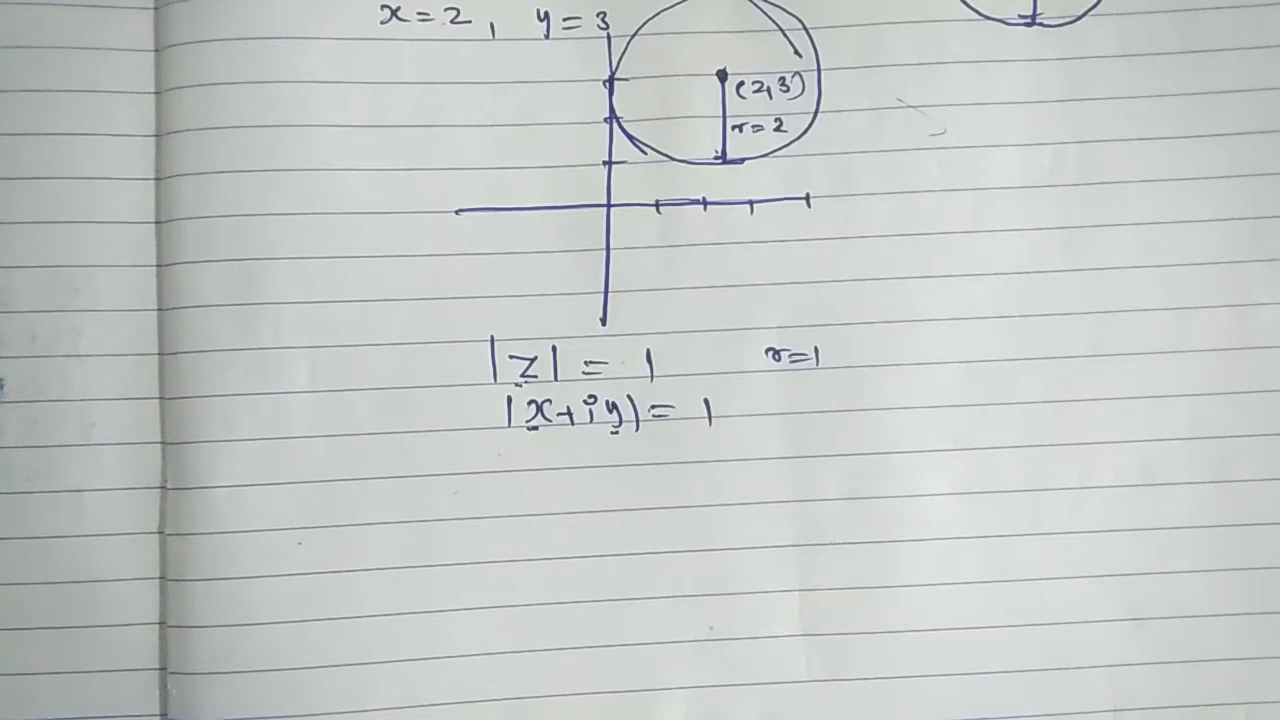 x = 2 , y = 3
(2,3)
r = 2
|z| = 1 r=1
|x+iy| = 1